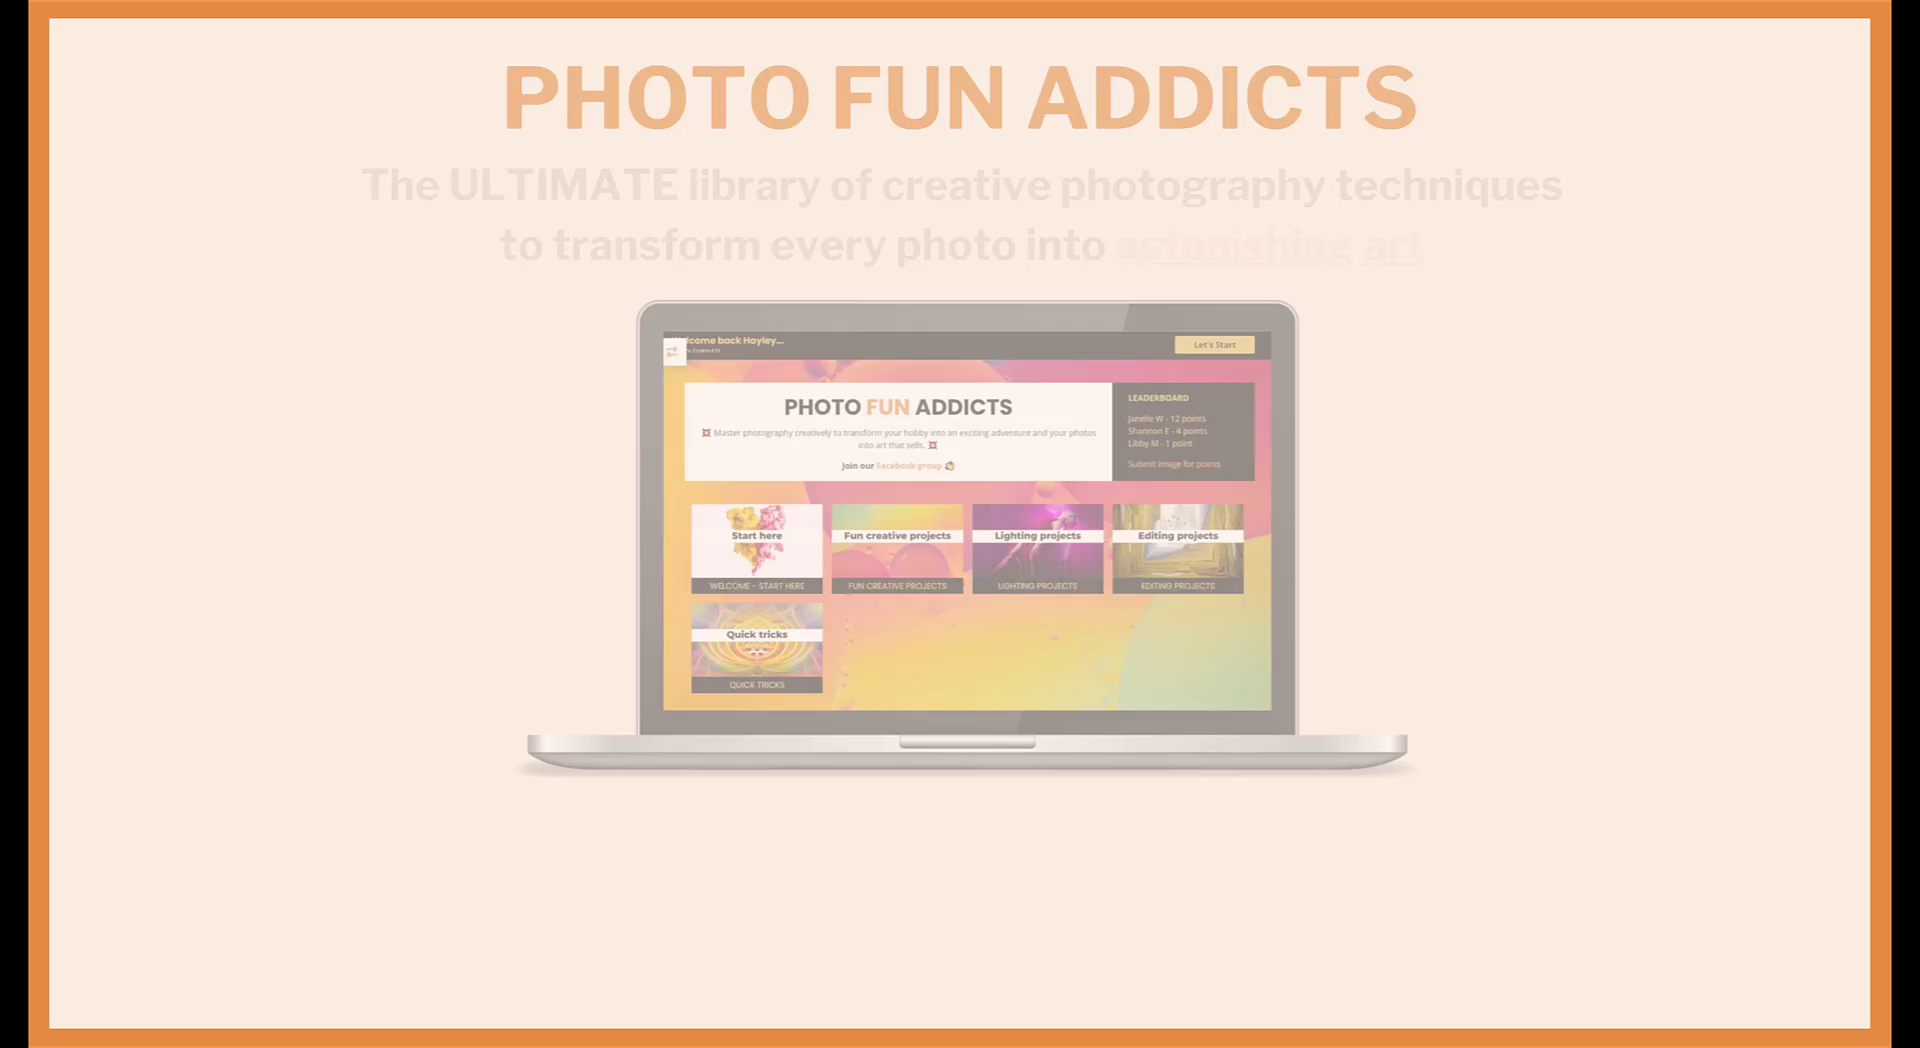 PHOTO FUN ADDICTS
The ULTIMATE library of creative photography techniques
to transform every photo into astonishing art
lcome back Hayley...
% COMPLETE
Let's Start
PHOTO FUN ADDICTS
Master photography creatively to transform your hobby into an exciting adventure and your photos
into art that sells.
Join our Facebook group
LEADERBOARD
Janelle W - 12 points
Shannon E - 4 points
Libby M - 1 point
Submit image for points
Start here
WELCOME - START HERE
Fun creative projects
FUN CREATIVE PROJECTS
Lighting projects
LIGHTING PROJECTS
Editing projects
EDITING PROJECTS
Quick tricks
QUICK TRICKS